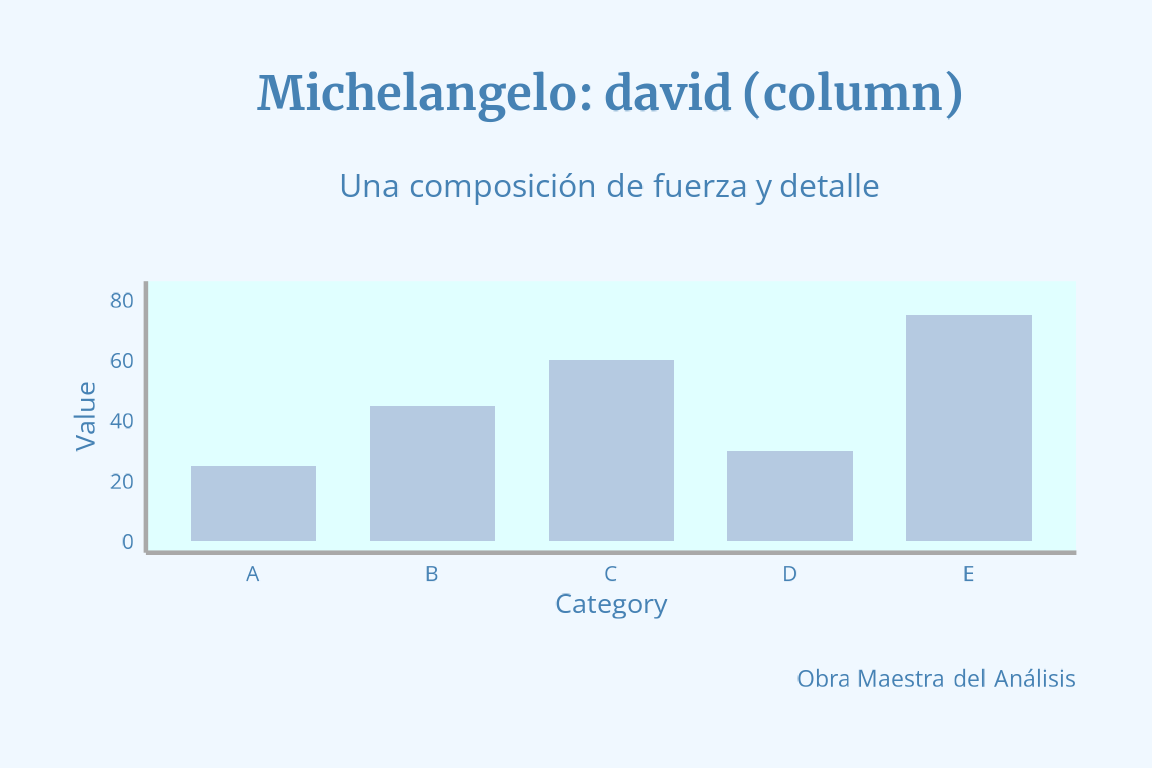 Michelangelo: david (column)
Una composición de fuerza y detalle
80
60
40
20
0
Value
A B C D E
Category
Obra Maestra del Análisis